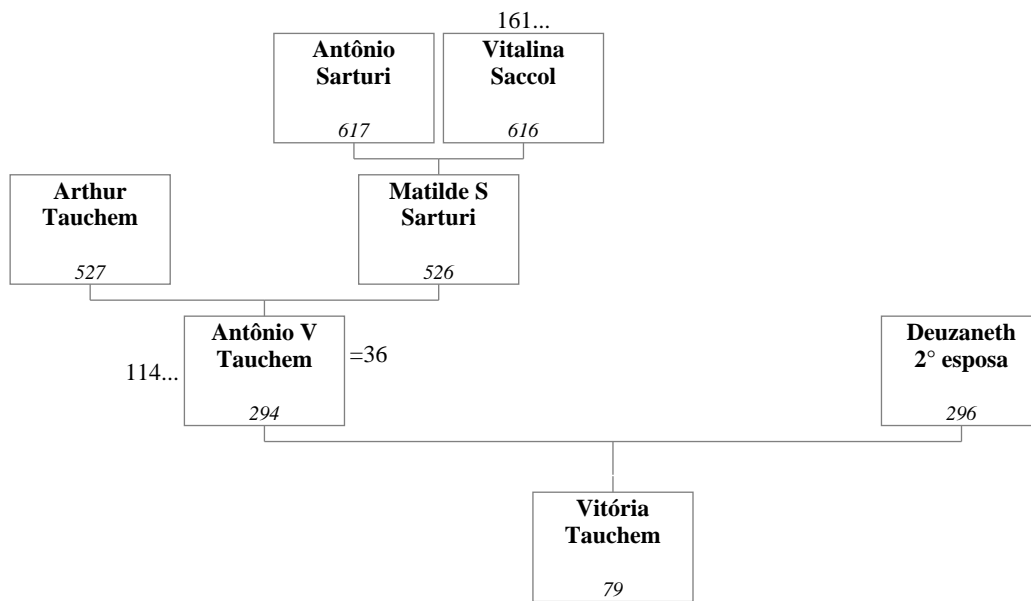 161...
Antônio
Sarturi
617
Vitalina
Saccol
616
Arthur
Tauchem
527
Matilde S
Sarturi
526
114...
Antônio V
Tauchem
294
=36
Deuzaneth
2° esposa
296
Vitória
Tauchem
79